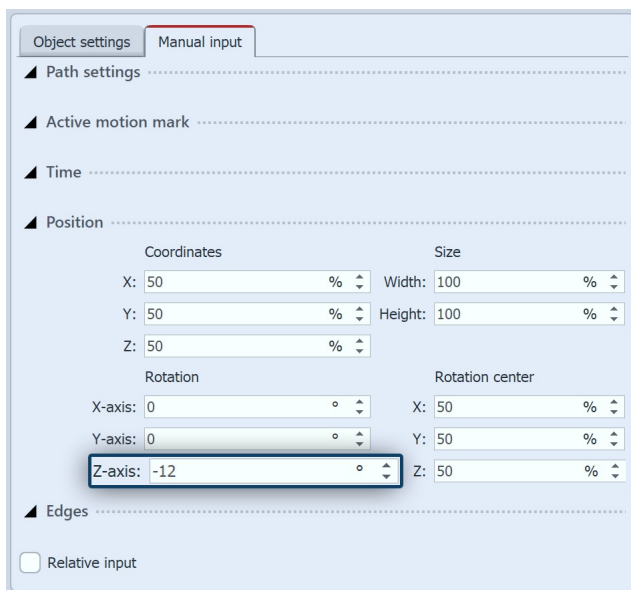 Object settings Manual input
Path settings
Active motion mark
Time
Position
Coordinates Size
X: 50 % Width: 100 %
Y: 50 % Height: 100 %
Z: 50 %
Rotation Rotation center
X-axis: 0 ° X: 50 %
Y-axis: 0 ° Y: 50 %
Z-axis: -12 ° Z: 50 %
Edges
Relative input